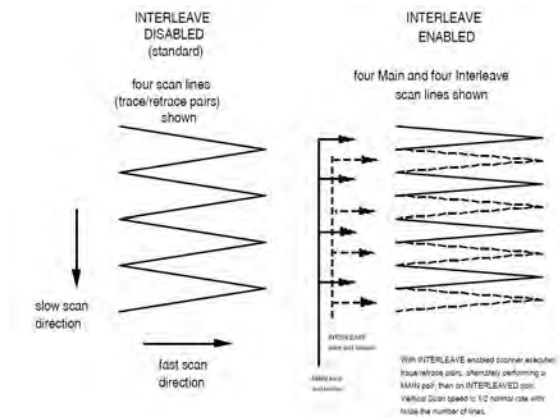 INTERLEAVE
DISABLED
(standard)
four scan lines
(trace/retrace pairs)
shown
slow scan
direction
fast scan
direction
INTERLEAVE
ENABLED
four Main and four Interleave
scan lines shown
INTERLEAVE
MAIN
With INTERLEAVE enabled scanner executes
trace/retrace pairs, alternately performing a
MAIN pair, then an INTERLEAVED pair.
Vertical Scan speed is 1/2 normal rate with
the number of lines.